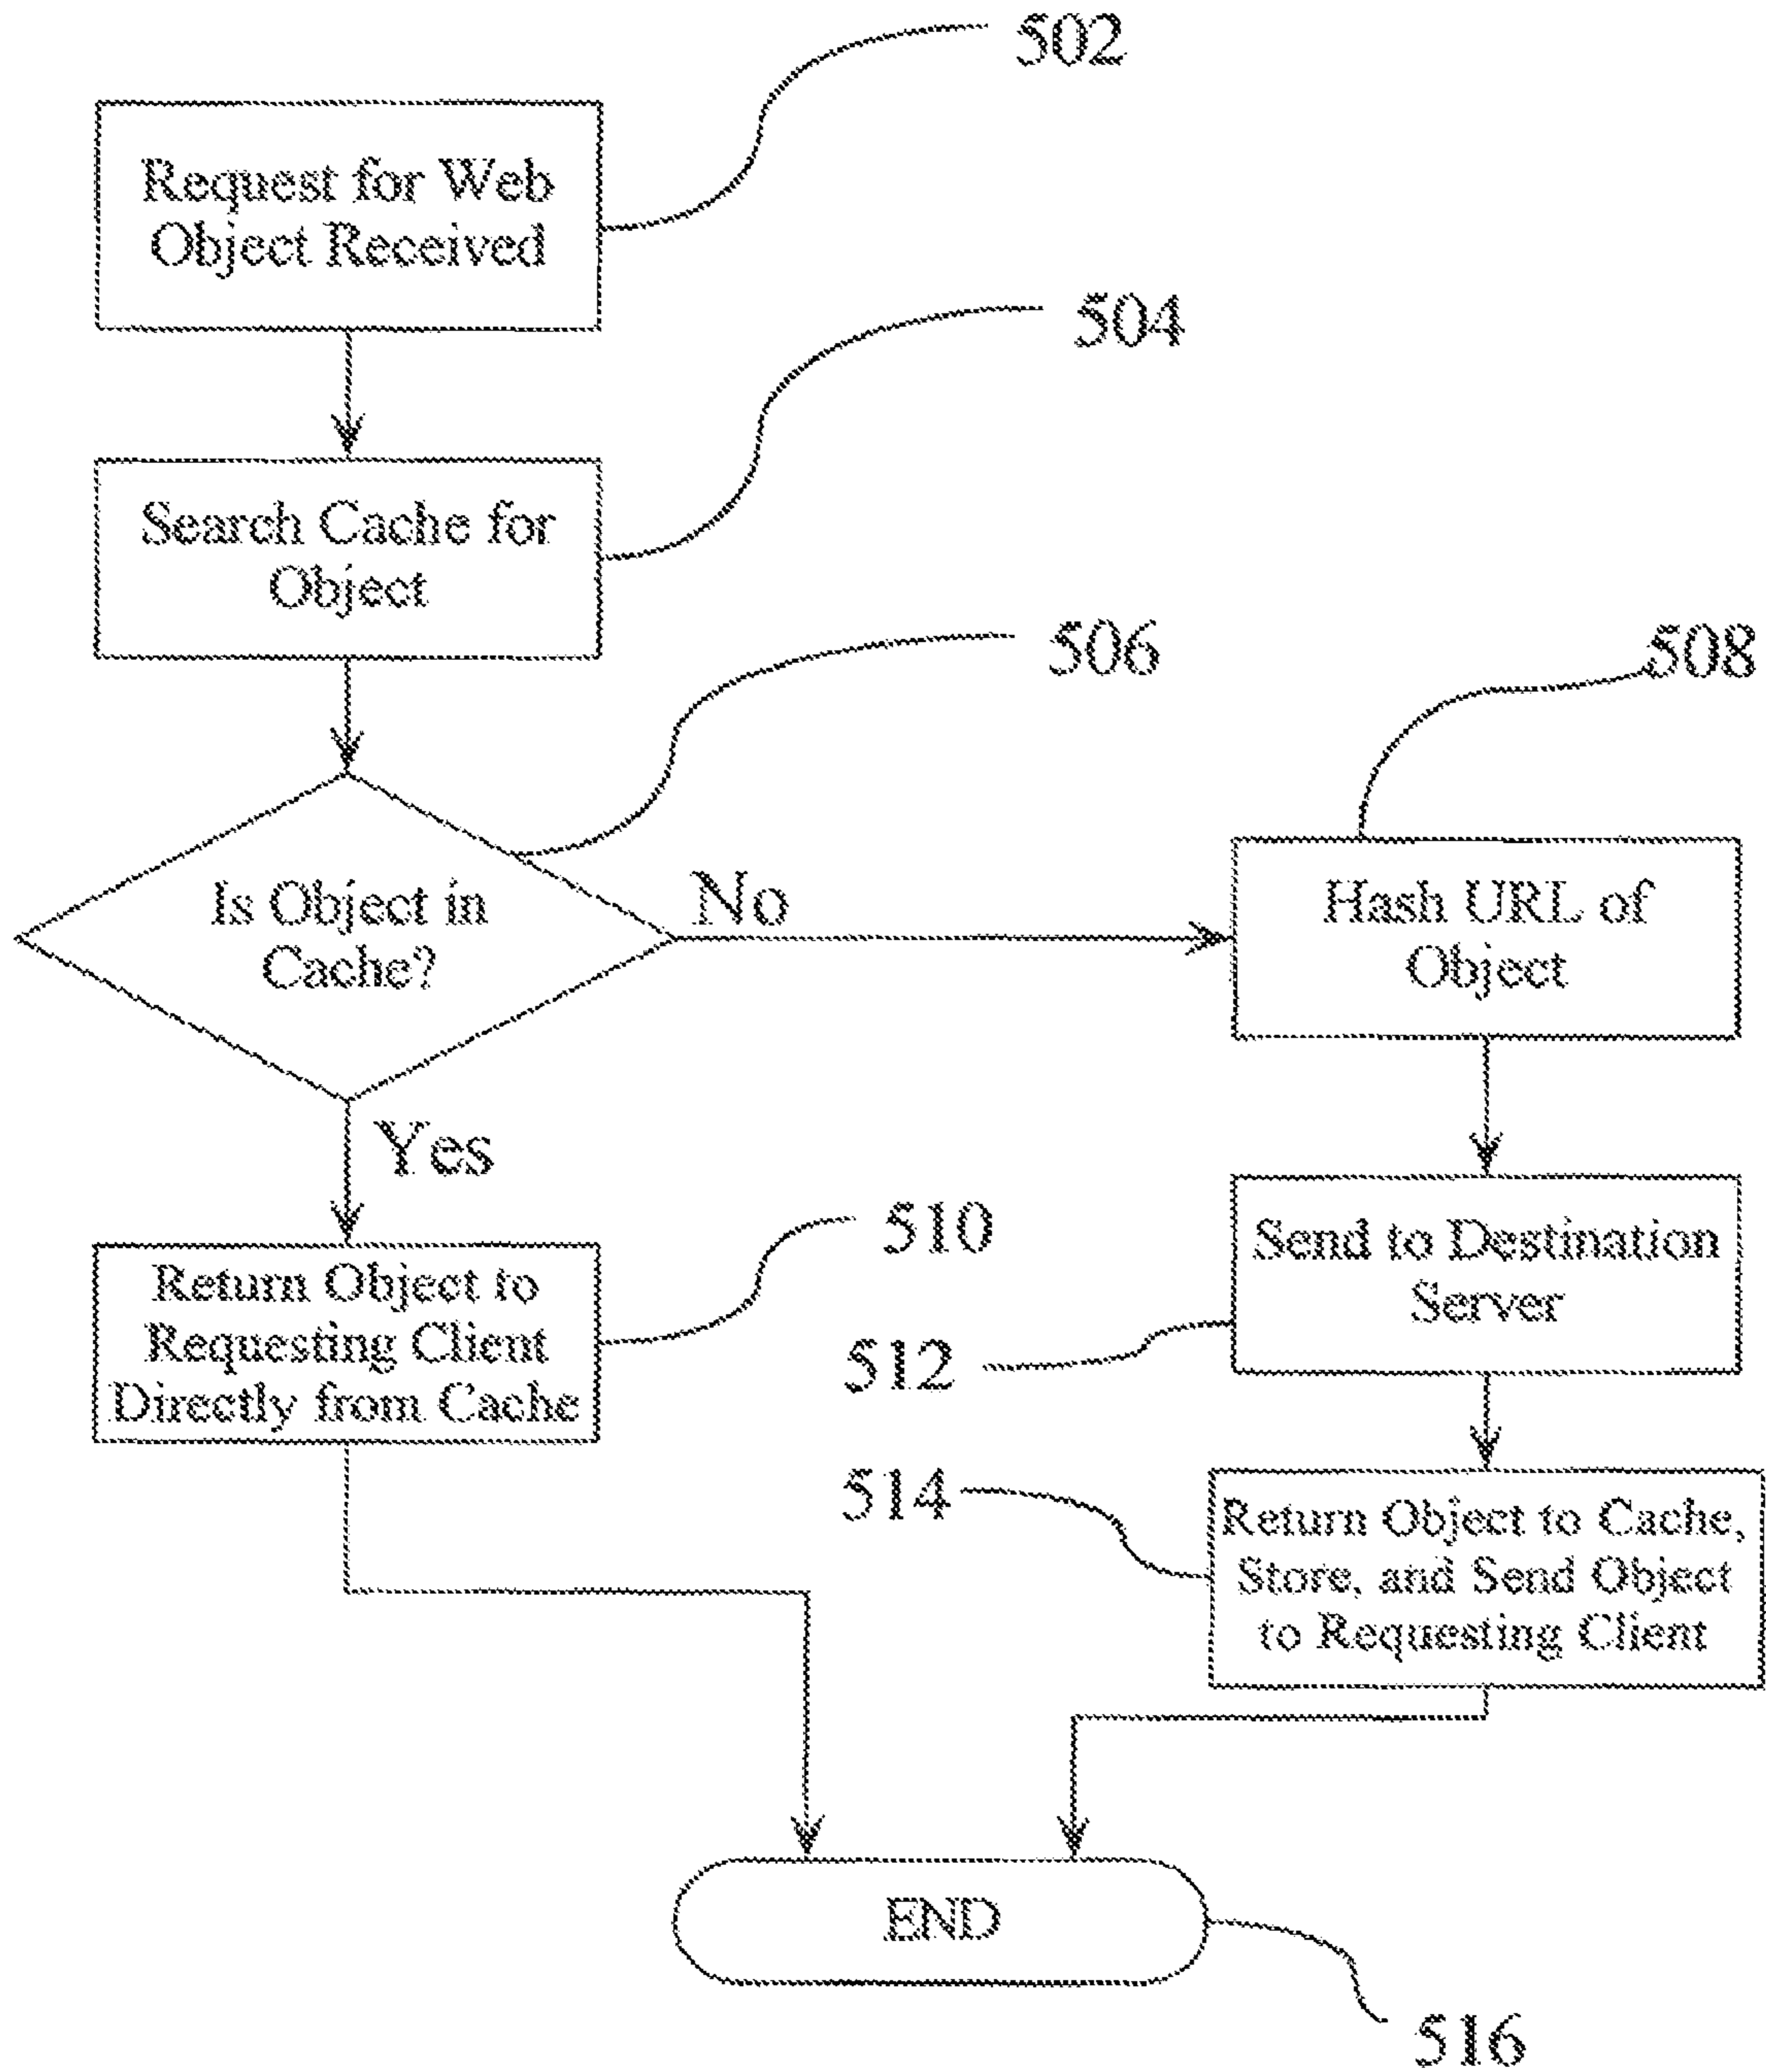 502
Request for Web
Object Received
504
Search Cache for
Object
506
508
Is Object in
Cache?
No
Hash URL of
Object
Yes
510
Return Object to
Requesting Client
Directly from Cache
Send to Destination
Server
512
514
Return Object to Cache,
Store, and Send Object
to Requesting Client
END
516